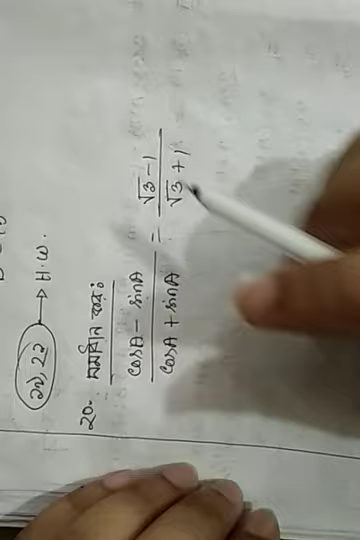 ২১, ২২ → H.W.
২০. সমাধান করঃ
cosA - sinA / cosA + sinA = √3 - 1 / √3 + 1